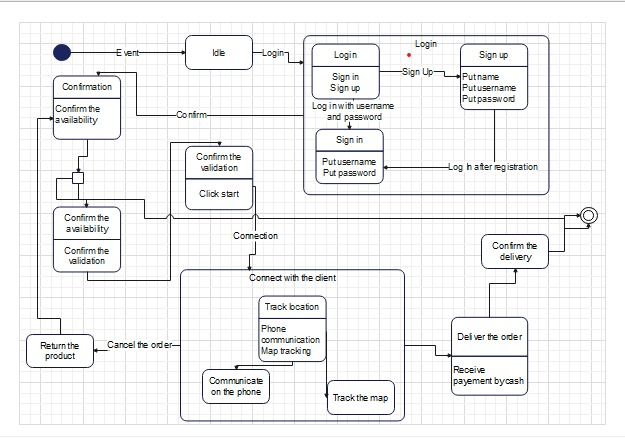 Event
Idle
Login
Login
Login
Sign in
Sign up
Sign Up
Sign up
Put name
Put username
Put password
Log in with username
and password
Sign in
Put username
Put password
Log In after registration
Confirmation
Confirm the
availability
Confirm
Confirm the
validation
Click start
Confirm the
availability
Confirm the
validation
Connection
Confirm the
delivery
Connect with the client
Track location
Phone
communication
Map tracking
Communicate
on the phone
Track the map
Deliver the order
Receive
payement by cash
Cancel the order
Return the
product